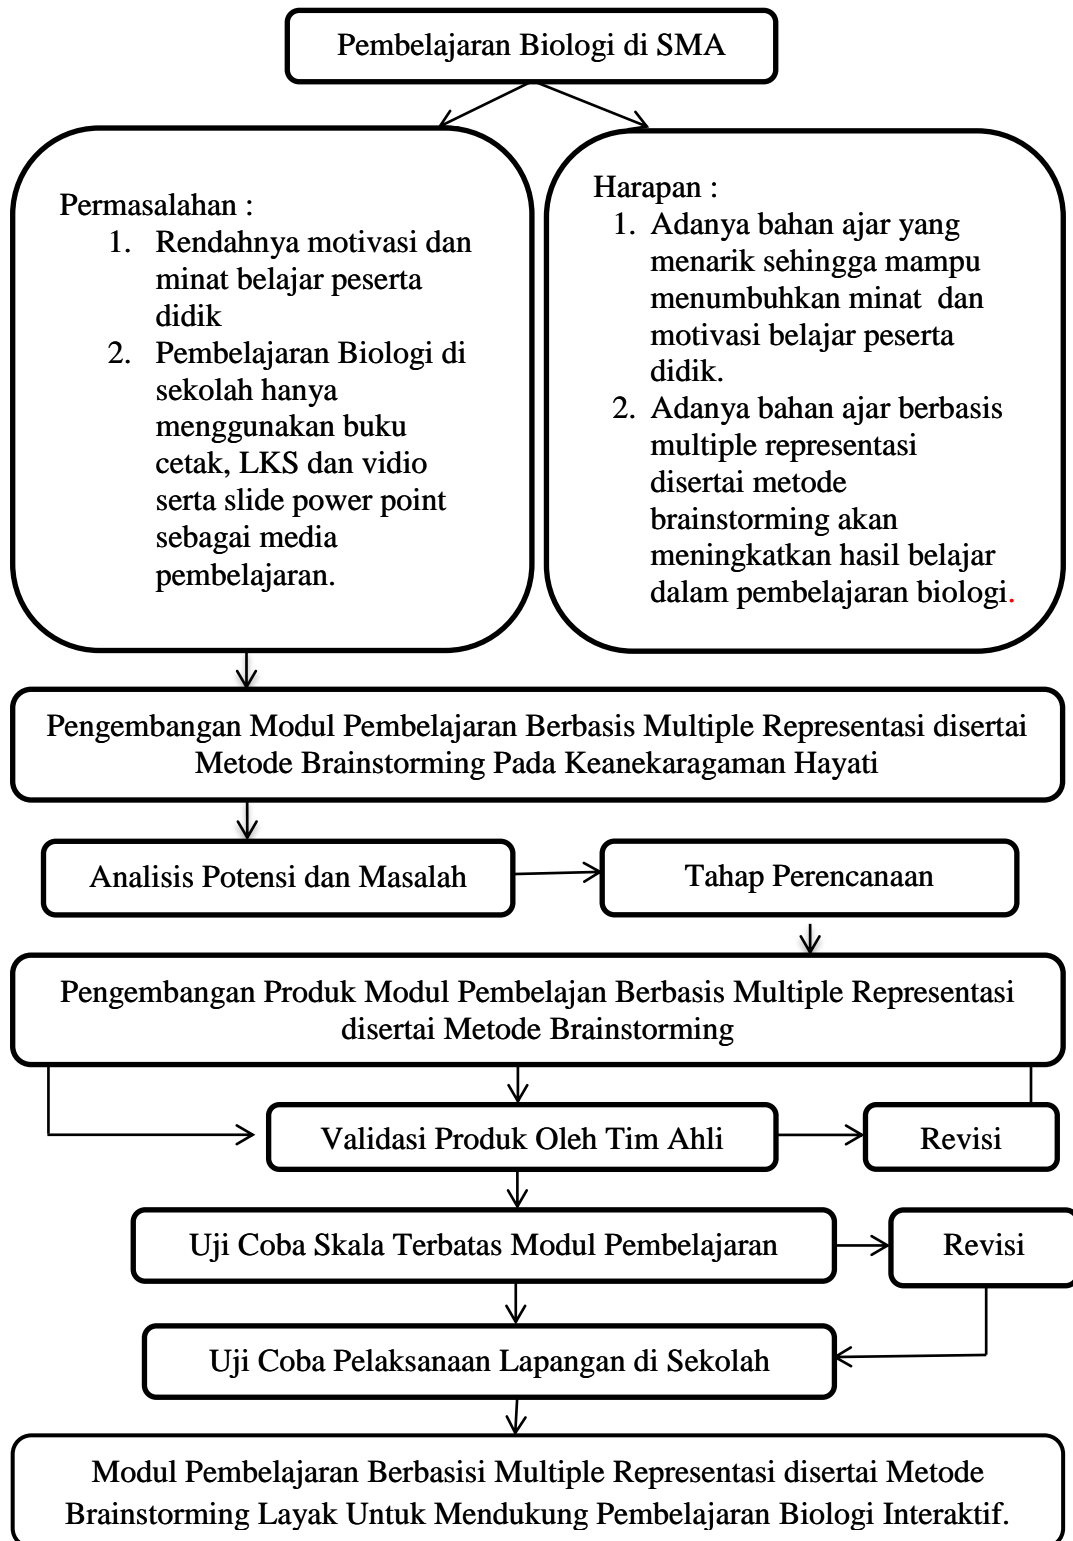 Pembelajaran Biologi di SMA
Permasalahan :
1. Rendahnya motivasi dan
minat belajar peserta
didik
2. Pembelajaran Biologi di
sekolah hanya
menggunakan buku
cetak, LKS dan vidio
serta slide power point
sebagai media
pembelajaran.
Harapan :
1. Adanya bahan ajar yang
menarik sehingga mampu
menumbuhkan minat dan
motivasi belajar peserta
didik.
2. Adanya bahan ajar berbasis
multiple representasi
disertai metode
brainstorming akan
meningkatkan hasil belajar
dalam pembelajaran biologi.
Pengembangan Modul Pembelajaran Berbasis Multiple Representasi disertai
Metode Brainstorming Pada Keanekaragaman Hayati
Analisis Potensi dan Masalah
Tahap Perencanaan
Pengembangan Produk Modul Pembelajan Berbasis Multiple Representasi
disertai Metode Brainstorming
Validasi Produk Oleh Tim Ahli
Revisi
Uji Coba Skala Terbatas Modul Pembelajaran
Revisi
Uji Coba Pelaksanaan Lapangan di Sekolah
Modul Pembelajaran Berbasisi Multiple Representasi disertai Metode
Brainstorming Layak Untuk Mendukung Pembelajaran Biologi Interaktif.